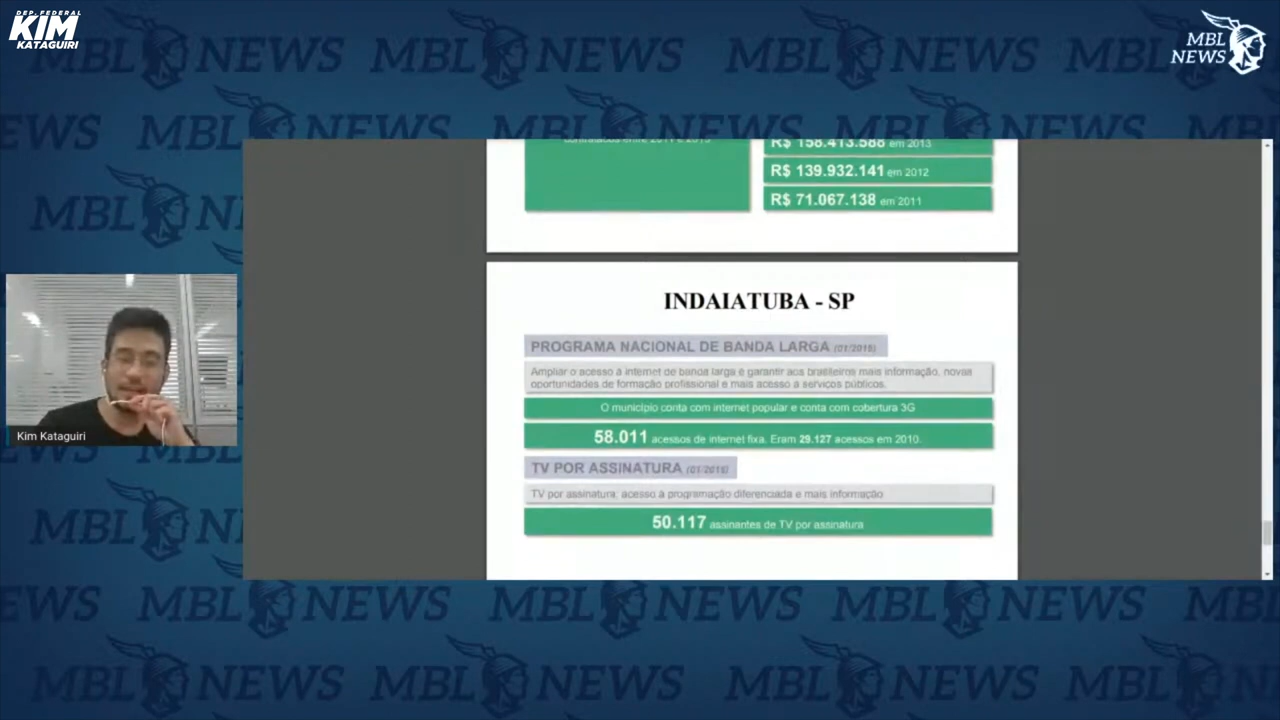 DEP. FEDERAL
KIM
KATAGUIRI
MBL
NEWS
contratados entre 2011 e 2013
R$ 158.413.588 em 2013
R$ 139.932.141 em 2012
R$ 71.067.138 em 2011
INDAIATUBA - SP
PROGRAMA NACIONAL DE BANDA LARGA (01/2016)
Ampliar o acesso à internet de banda larga e garantir aos brasileiros mais informação, novas
oportunidades de formação profissional e mais acesso a serviços públicos.
O município conta com internet popular e conta com cobertura 3G
58.011 acessos de internet fixa. Eram 29.127 acessos em 2010.
TV POR ASSINATURA (01/2016)
TV por assinatura: acesso à programação diferenciada e mais informação
50.117 assinantes de TV por assinatura
Kim Kataguiri